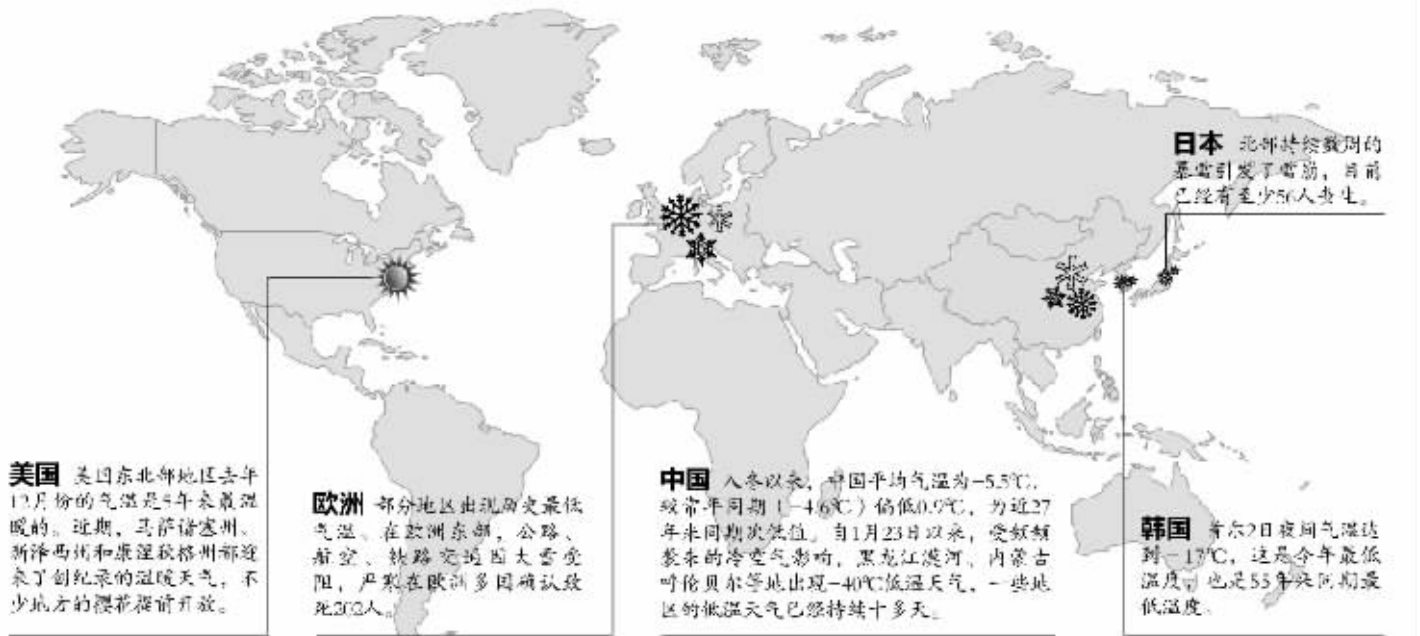 日本 北部持续数周的
暴雪引发了雪崩，目前
已经有至少56人丧生。
美国 美国东北部地区去年
12月份的气温是5年来最温
暖的。近期，马萨诸塞州、
新泽西州和康涅狄格州都迎
来了创纪录的温暖天气，不
少地方的樱花提前开放。
欧洲 部分地区出现历史最低
气温。在欧洲东部，公路、
航空、铁路交通因大雪受
阻，严寒在欧洲多国确认致
死202人。
中国 入冬以来，中国平均气温为-5.5℃，
较常年同期（-4.6℃）偏低0.9℃，为近27
年来同期次低值。自1月23日以来，受频频
袭来的冷空气影响，黑龙江漠河、内蒙古
呼伦贝尔等地出现-40℃低温天气，一些地
区的低温天气已经持续十多天。
韩国 首尔2日夜间气温达
到-17℃，这是今年最低
温度，也是55年来同期最
低温度。